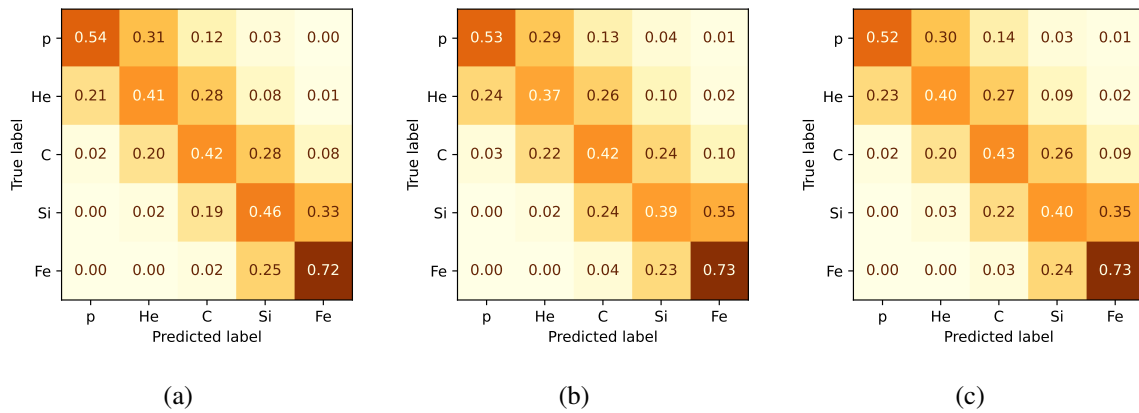 p 0.54 0.31 0.12 0.03 0.00
He 0.21 0.41 0.28 0.08 0.01
C 0.02 0.20 0.42 0.28 0.08
Si 0.00 0.02 0.19 0.46 0.33
Fe 0.00 0.00 0.02 0.25 0.72
p He C Si Fe
Predicted label
True label
(a)
p 0.53 0.29 0.13 0.04 0.01
He 0.24 0.37 0.26 0.10 0.02
C 0.03 0.22 0.42 0.24 0.10
Si 0.00 0.02 0.24 0.39 0.35
Fe 0.00 0.00 0.04 0.23 0.73
p He C Si Fe
Predicted label
True label
(b)
p 0.52 0.30 0.14 0.03 0.01
He 0.23 0.40 0.27 0.09 0.02
C 0.02 0.20 0.43 0.26 0.09
Si 0.00 0.03 0.22 0.40 0.35
Fe 0.00 0.00 0.03 0.24 0.73
p He C Si Fe
Predicted label
True label
(c)